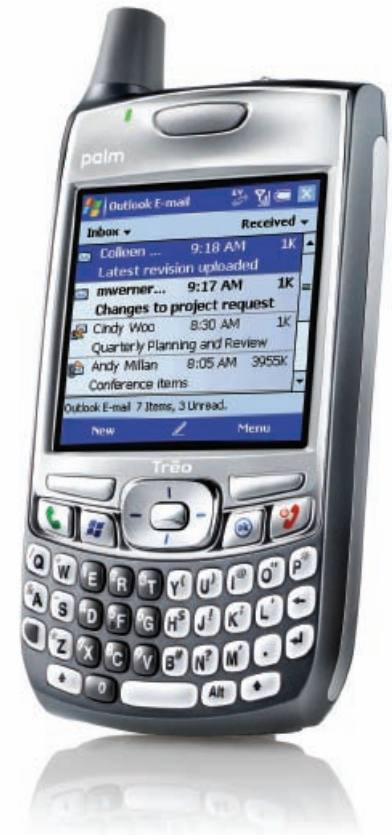 palm
Outlook E-mail
Inbox Received
Colleen ... 9:18 AM 1K
Latest revision uploaded
mwerner... 9:17 AM 1K
Changes to project request
Cindy Woo 8:30 AM 1K
Quarterly Planning and Review
Andy Millan 8:05 AM 3955K
Conference items
Outlook E-mail 7 Items, 3 Unread.
New Menu
Treo
ok
Q W E R T Y U I O P
A S D F G H J K L
Z X C V B N M .
0 Alt